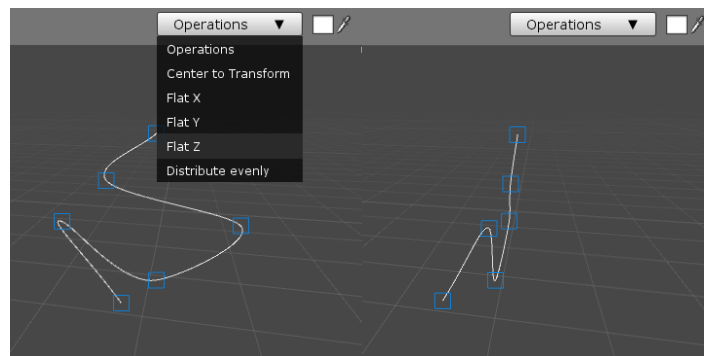 Operations ▼
Operations
Center to Transform
Flat X
Flat Y
Flat Z
Distribute evenly
Operations ▼